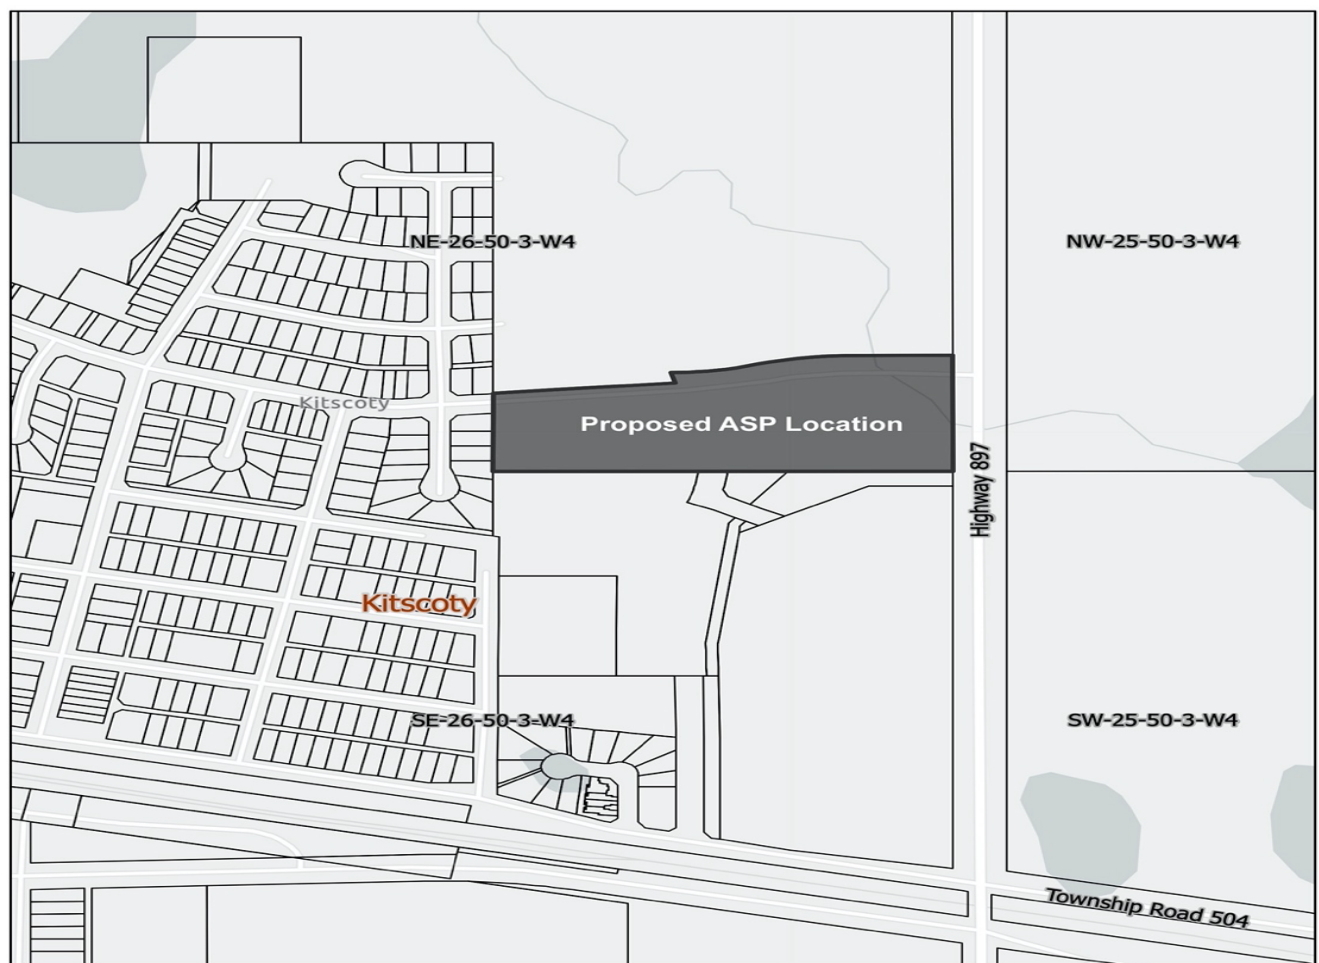 NE-26-50-3-W4
NW-25-50-3-W4
Kitscoty
Proposed ASP Location
Highway 897
Kitscoty
SE-26-50-3-W4
SW-25-50-3-W4
Township Road 504